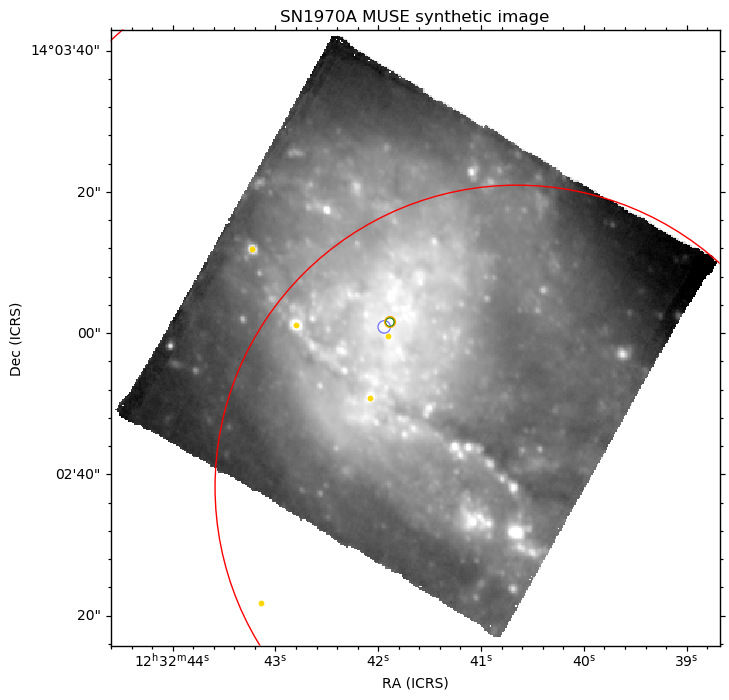 SN1970A MUSE synthetic image
14°03'40"
20"
00"
02'40"
20"
Dec (ICRS)
12ʰ32ᵐ44ˢ 43ˢ 42ˢ 41ˢ 40ˢ 39ˢ
RA (ICRS)